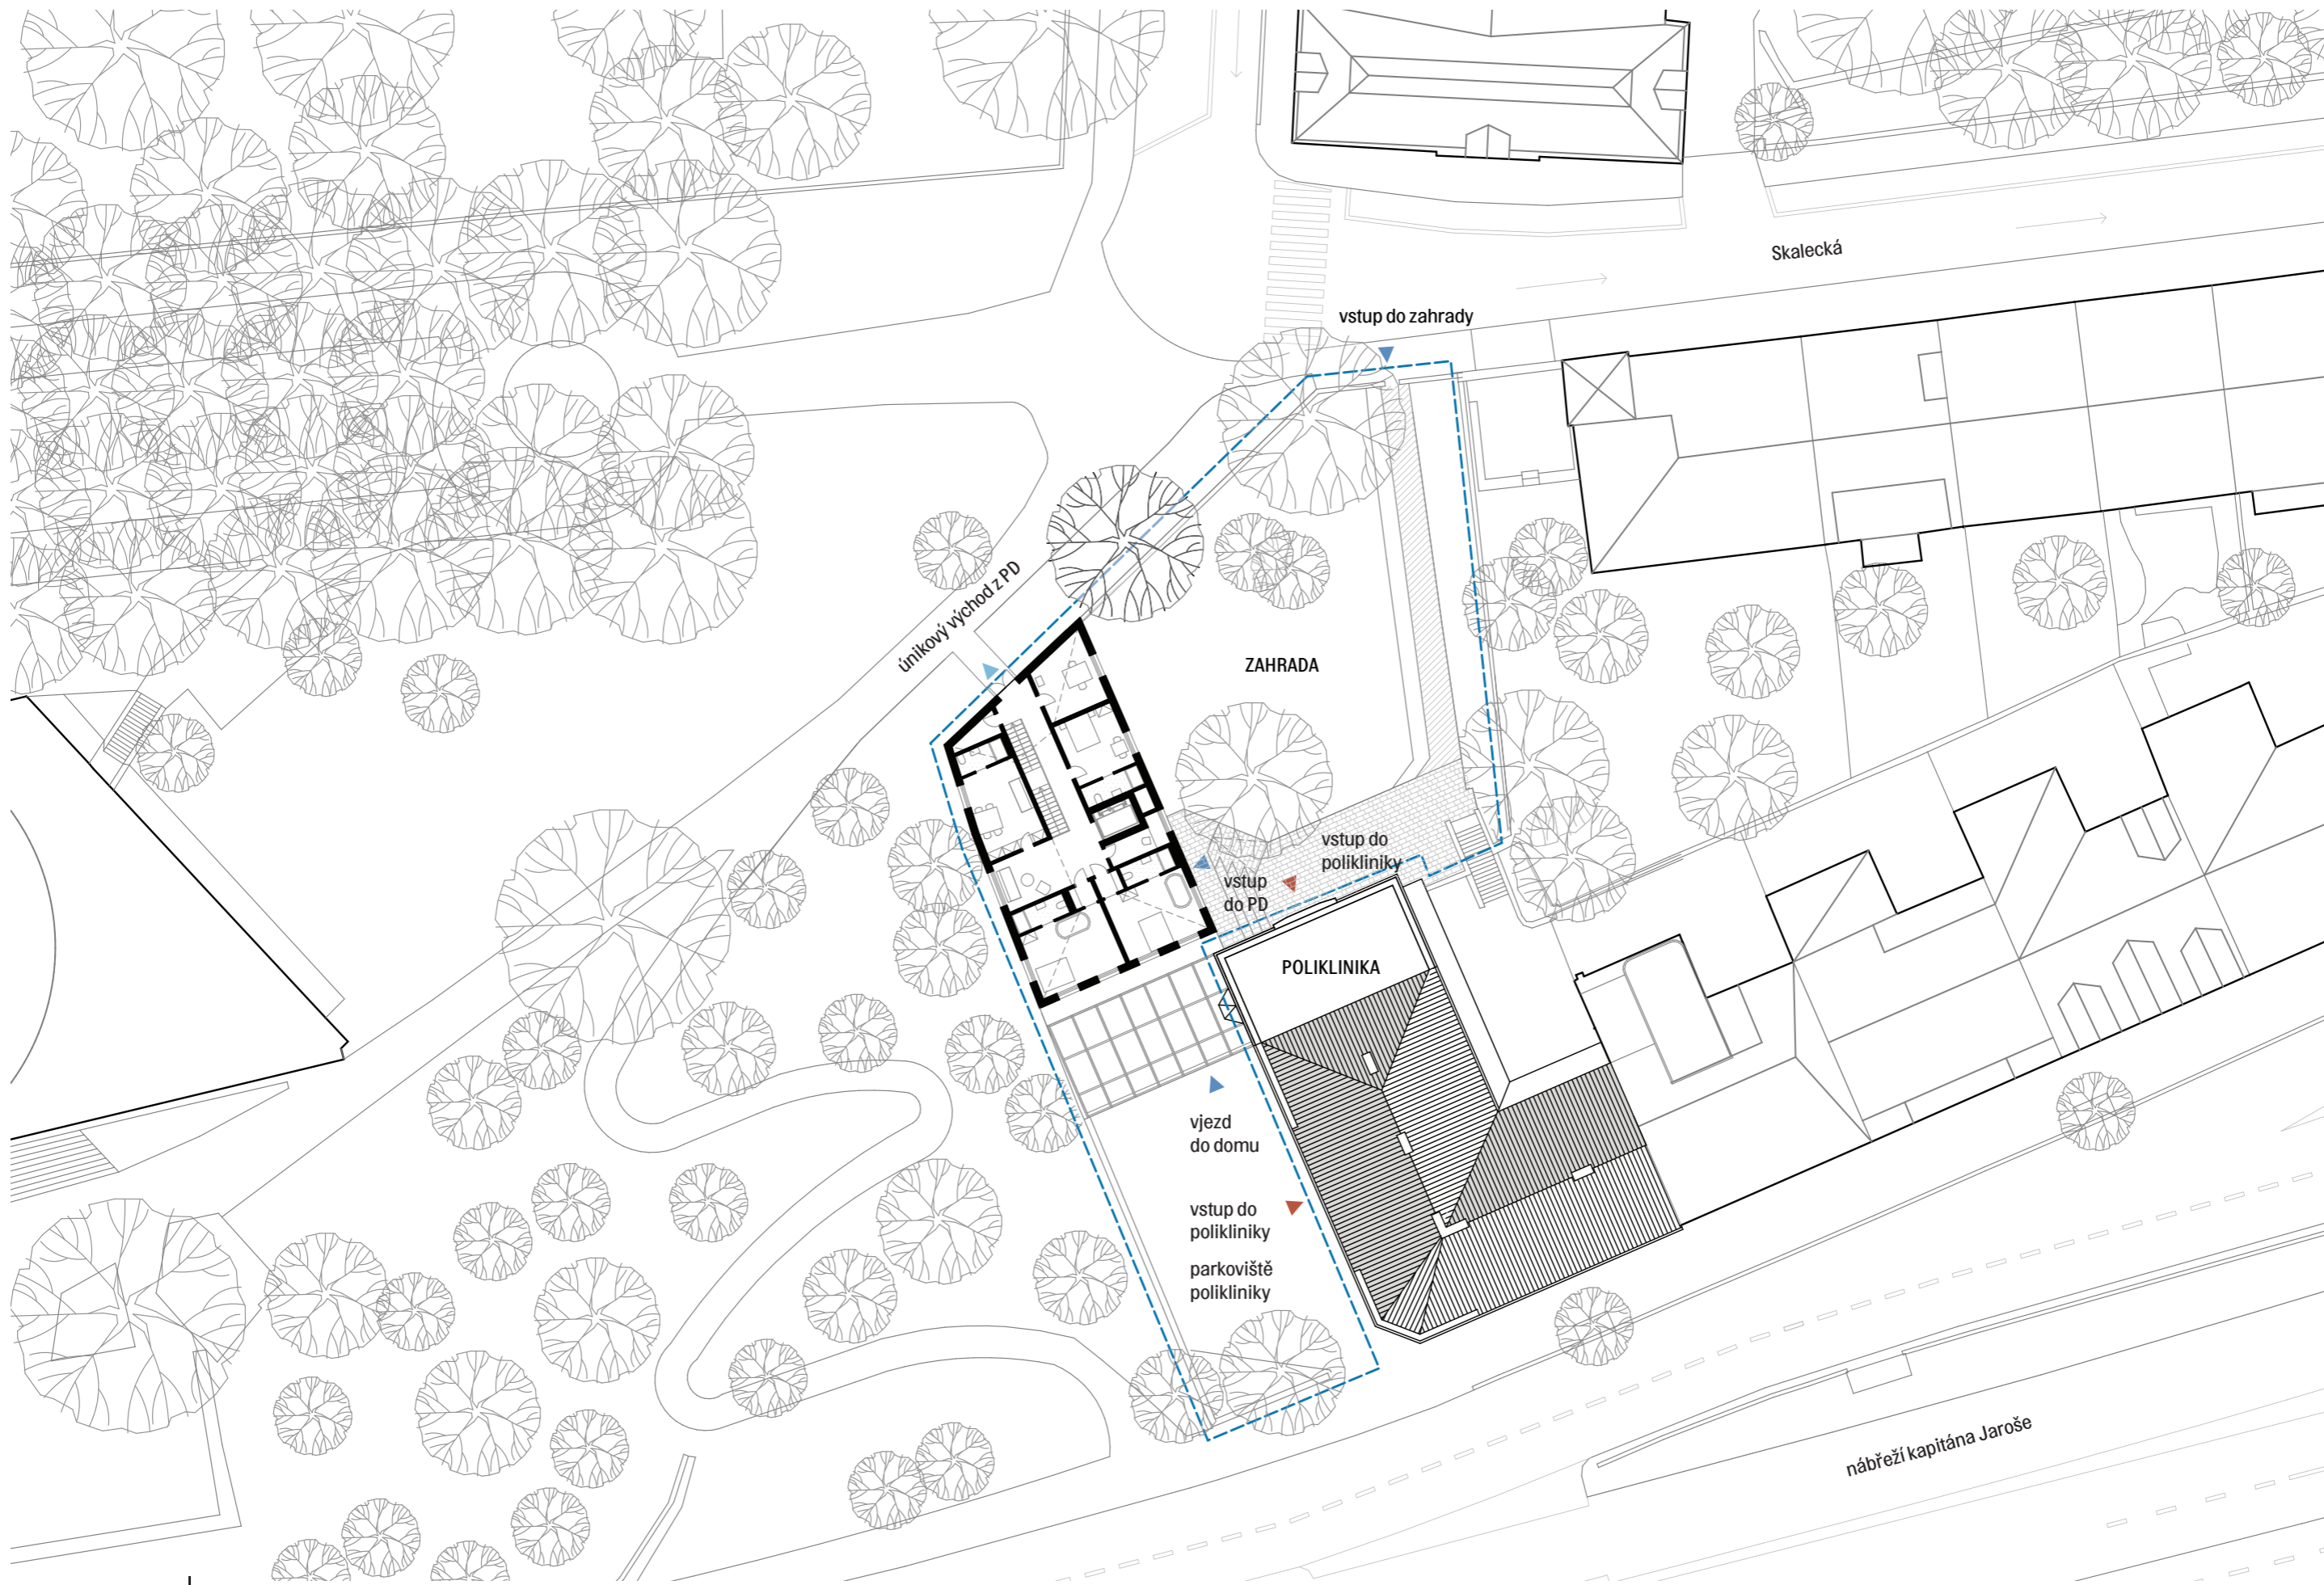 Skalecká
vstup do zahrady
únikový východ z PD
ZAHRADA
vstup do
polikliniky
vstup
do PD
POLIKLINIKA
vjezd
do domu
vstup do
polikliniky
parkoviště
polikliniky
nábřeží kapitána Jaroše